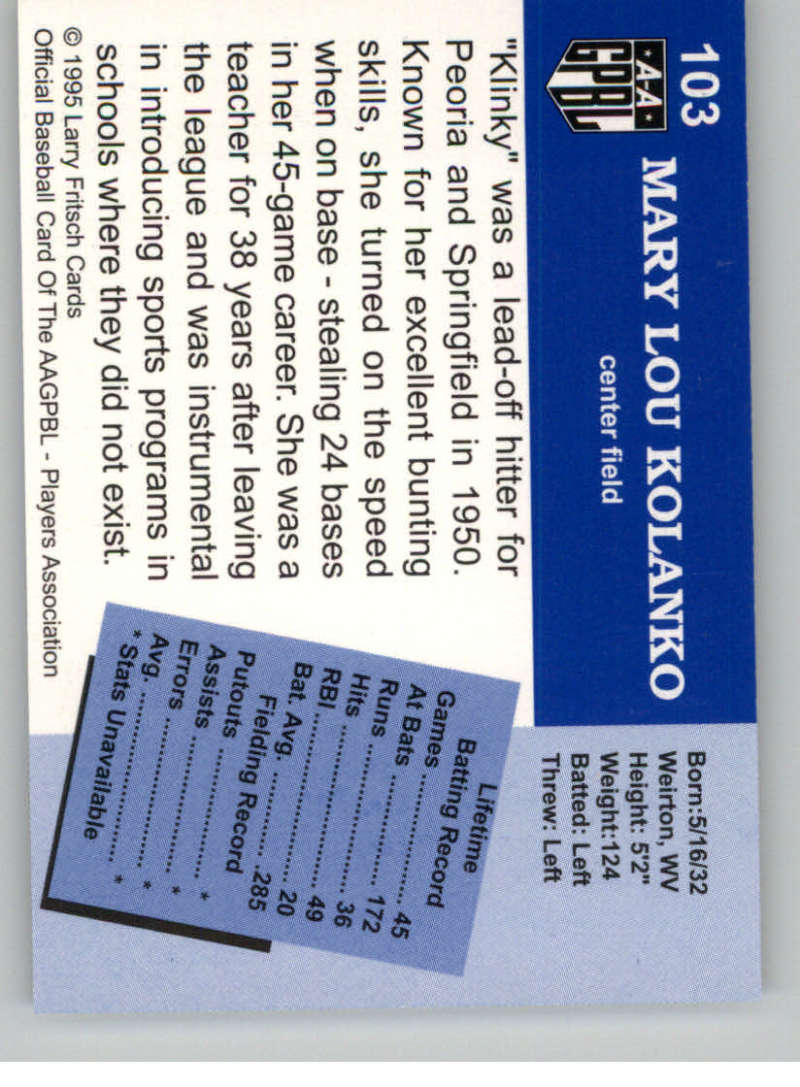 103
MARY LOU KOLANKO
A-A
GPBL
center field
Born:5/16/32
Weirton, WV
Height: 5'2"
Weight:124
Batted: Left
Threw: Left
"Klinky" was a lead-off hitter for
Peoria and Springfield in 1950.
Known for her excellent bunting
skills, she turned on the speed
when on base - stealing 24 bases
in her 45-game career. She was a
teacher for 38 years after leaving
the league and was instrumental
in introducing sports programs in
schools where they did not exist.
Lifetime
Batting Record
Games .................... 45
At Bats .................... 172
Runs ........................ 36
Hits .......................... 49
RBI ........................... 20
Bat. Avg. ................. .285
Fielding Record
Putouts .................... *
Assists ..................... *
Errors ....................... *
Avg. .......................... *
* Stats Unavailable
© 1995 Larry Fritsch Cards
Official Baseball Card Of The AAGPBL - Players Association